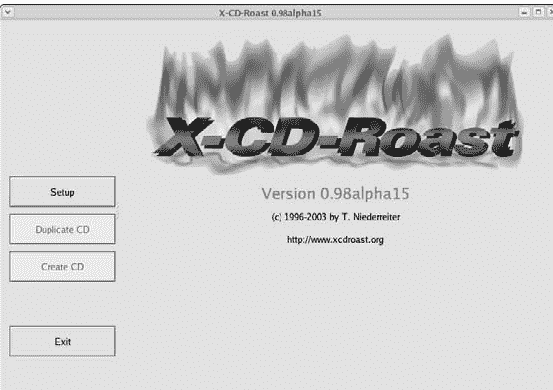 X-CD-Roast 0.98alpha15
X-CD-Roast
Setup
Version 0.98alpha15
(c) 1996-2003 by T. Niederreiter
Duplicate CD
http://www.xcdroast.org
Create CD
Exit